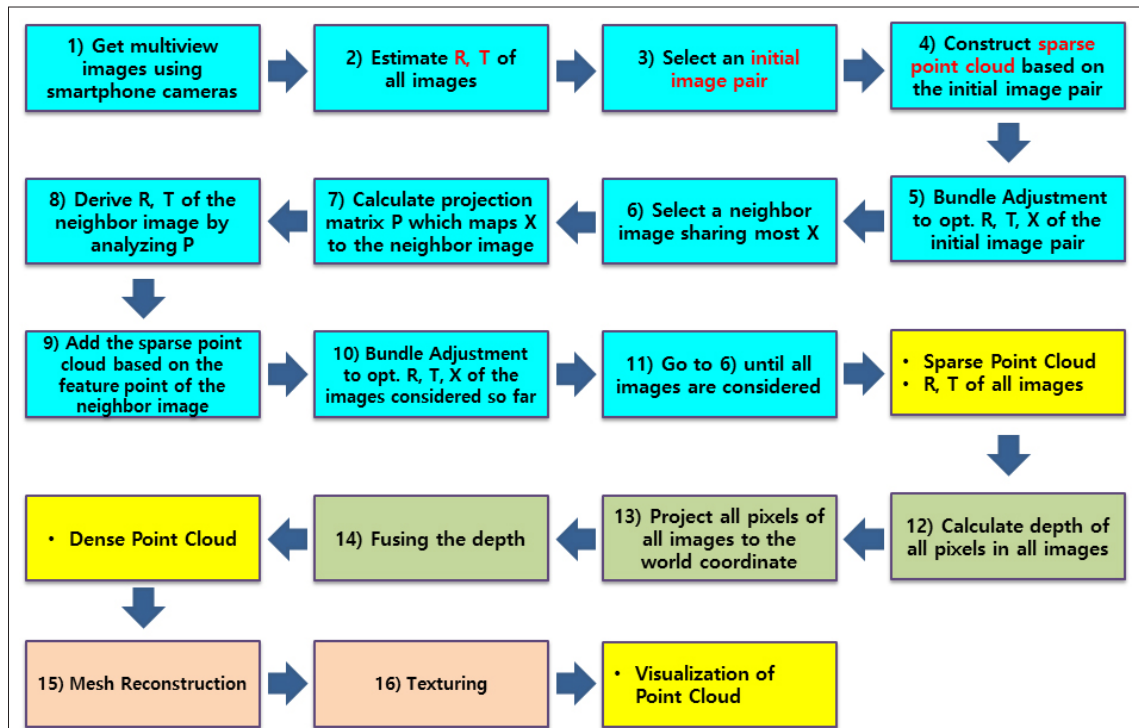 1) Get multiview
images using
smartphone cameras
2) Estimate R, T of
all images
3) Select an initial
image pair
4) Construct sparse
point cloud based on
the initial image pair
5) Bundle Adjustment
to opt. R, T, X of the
initial image pair
6) Select a neighbor
image sharing most X
7) Calculate projection
matrix P which maps X
to the neighbor image
8) Derive R, T of the
neighbor image by
analyzing P
9) Add the sparse point
cloud based on the
feature point of the
neighbor image
10) Bundle Adjustment
to opt. R, T, X of the
images considered so far
11) Go to 6) until all
images are considered
• Sparse Point Cloud
• R, T of all images
12) Calculate depth of
all pixels in all images
13) Project all pixels of
all images to the
world coordinate
14) Fusing the depth
• Dense Point Cloud
15) Mesh Reconstruction
16) Texturing
• Visualization of
Point Cloud